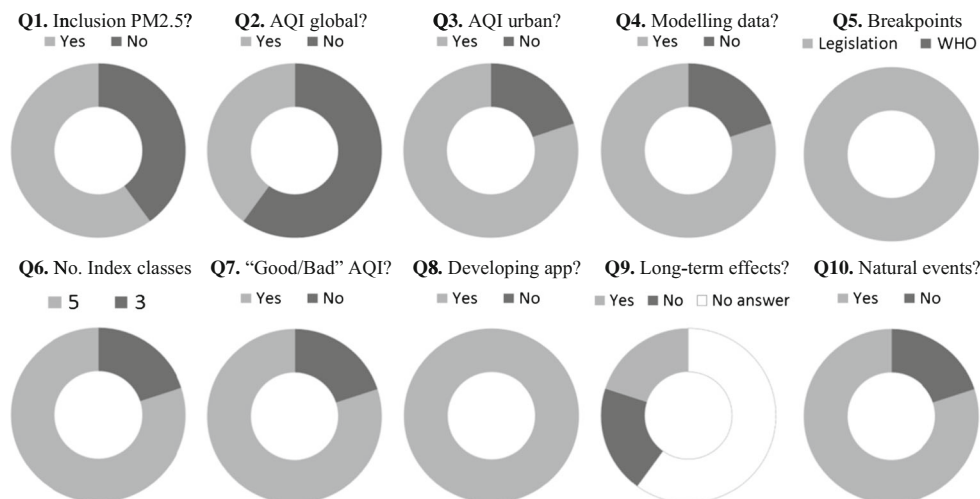 Q1. Inclusion PM2.5?
Yes No
Q2. AQI global?
Yes No
Q3. AQI urban?
Yes No
Q4. Modelling data?
Yes No
Q5. Breakpoints
Legislation WHO
Q6. No. Index classes
5 3
Q7. “Good/Bad” AQI?
Yes No
Q8. Developing app?
Yes No
Q9. Long-term effects?
Yes No No answer
Q10. Natural events?
Yes No